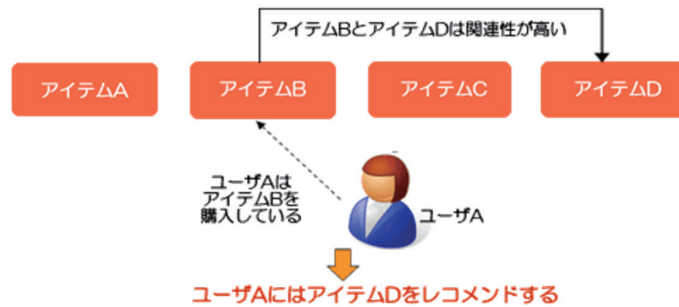 アイテムBとアイテムDは関連性が高い
アイテムA
アイテムB
アイテムC
アイテムD
ユーザAは
アイテムBを
購入している
ユーザA
ユーザAにはアイテムDをレコメンドする